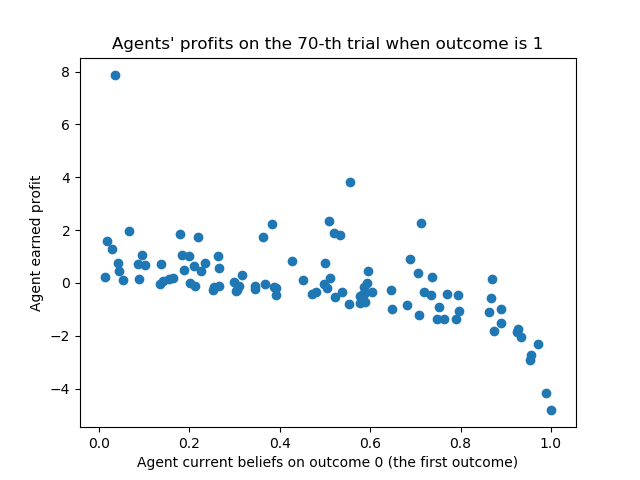 Agents' profits on the 70-th trial when outcome is 1
8
6
4
2
0
−2
−4
Agent earned profit
0.0 0.2 0.4 0.6 0.8 1.0
Agent current beliefs on outcome 0 (the first outcome)